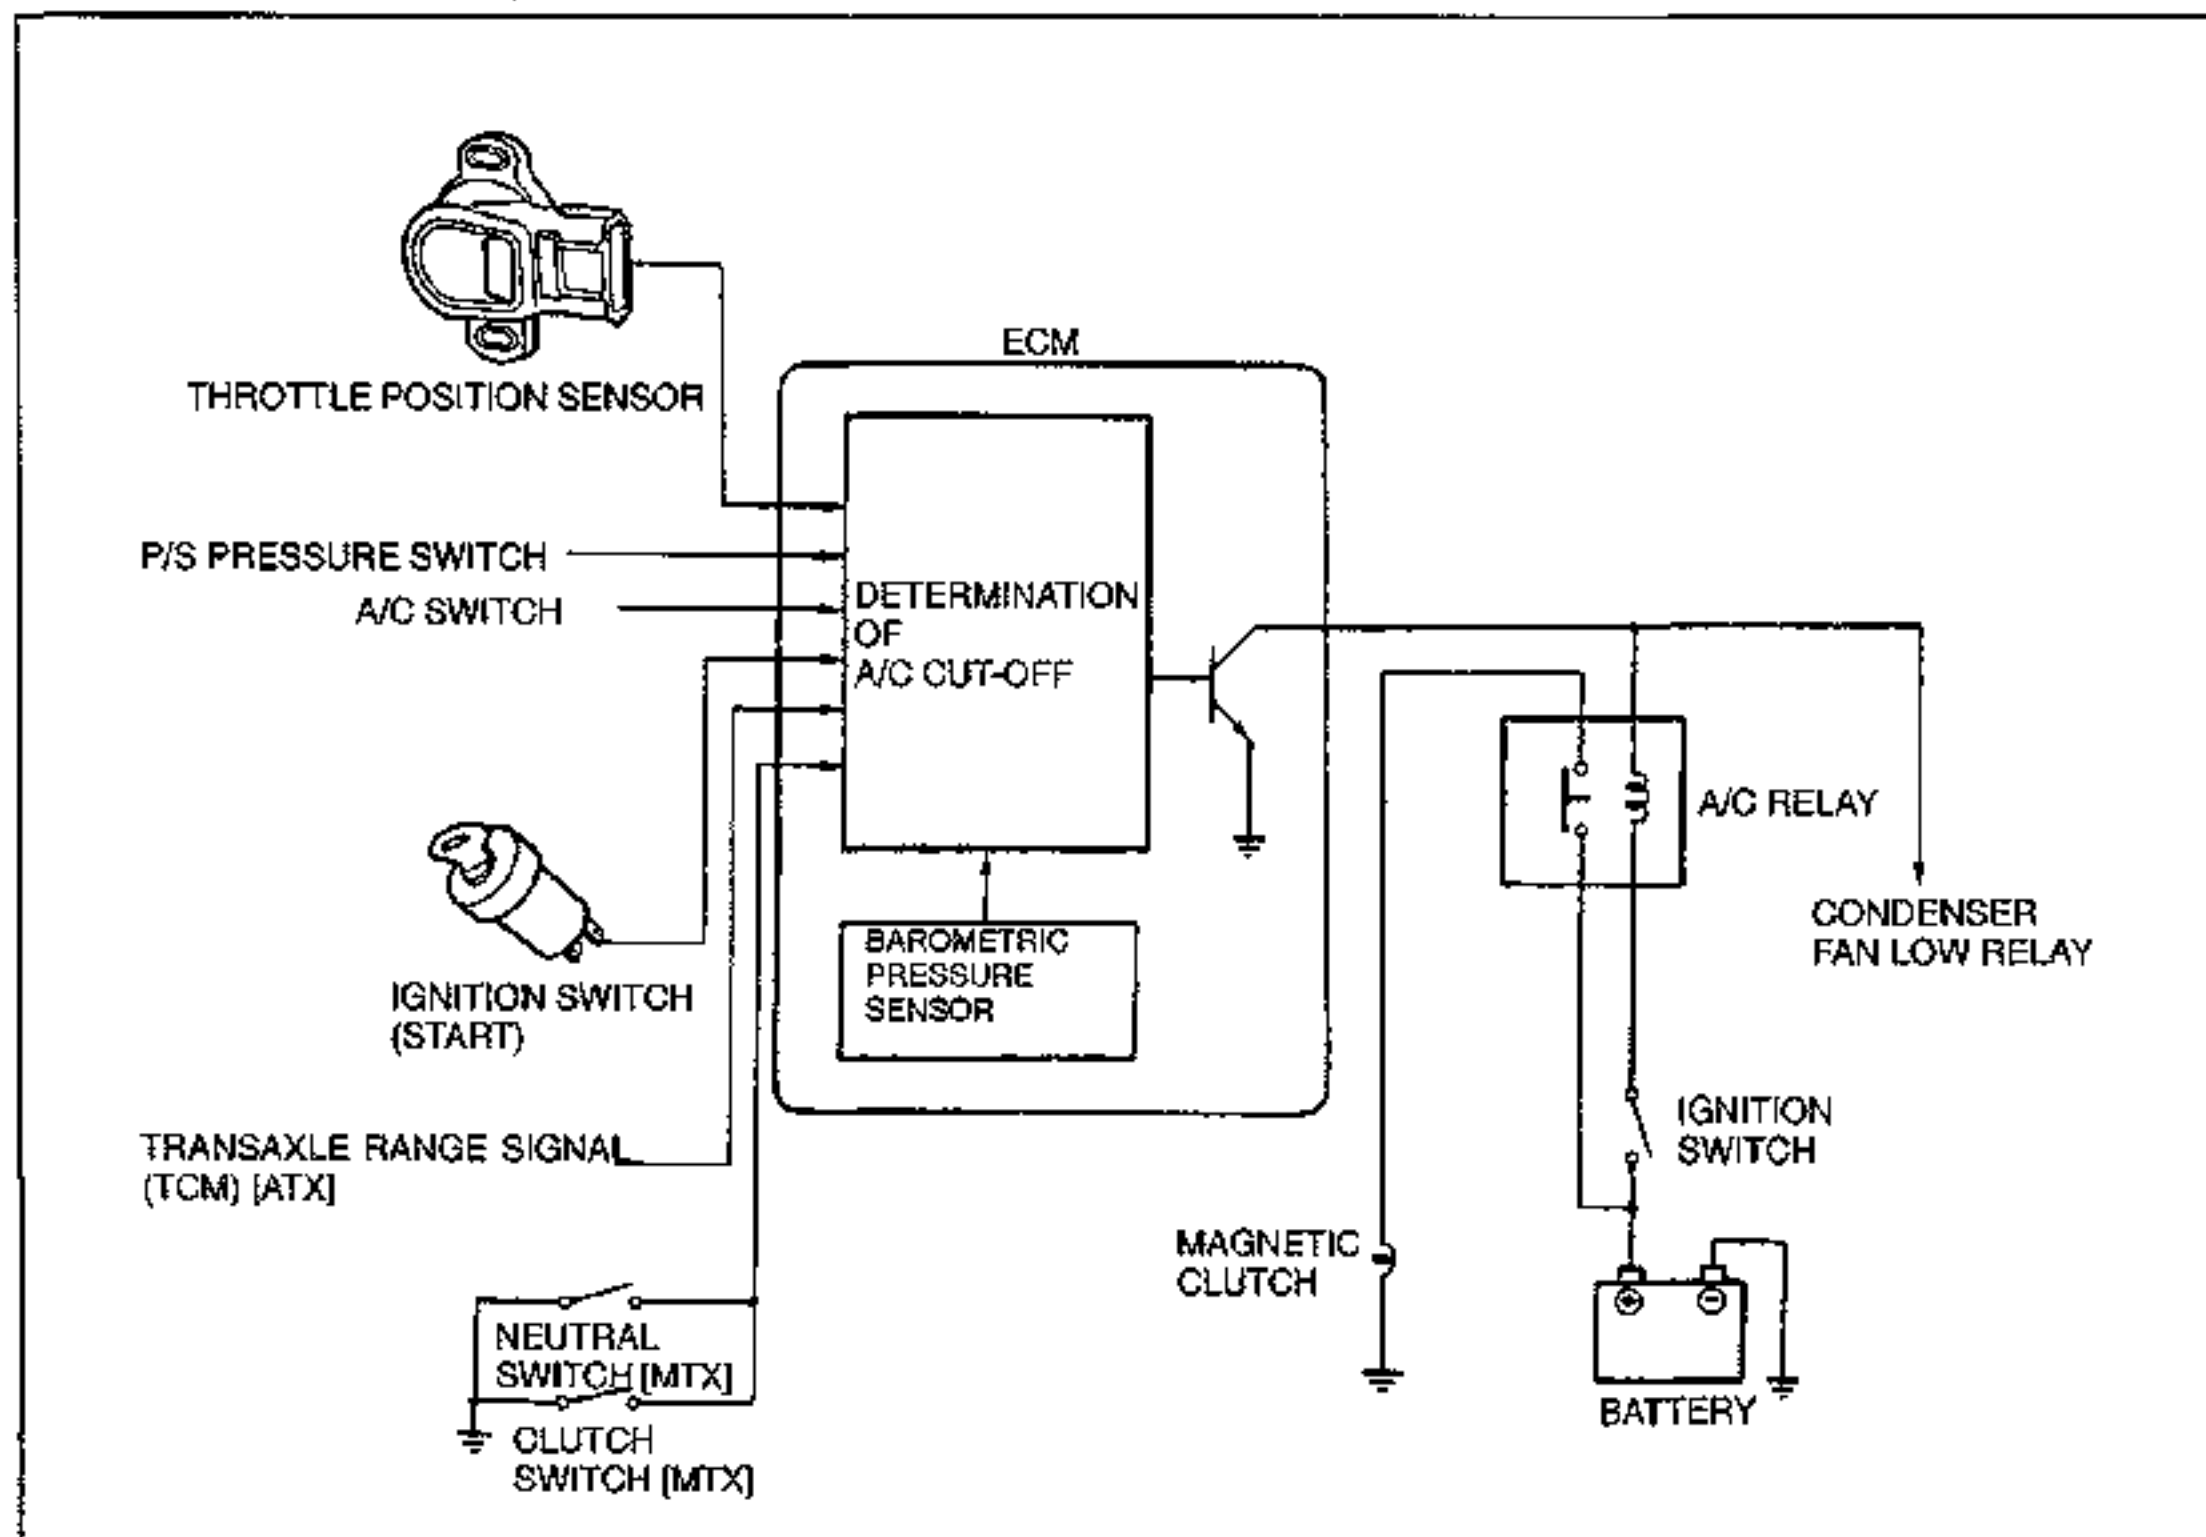 ECM
THROTTLE POSITION SENSOR
P/S PRESSURE SWITCH
A/C SWITCH
DETERMINATION
OF
A/C CUT-OFF
A/C RELAY
BAROMETRIC
PRESSURE
SENSOR
CONDENSER
FAN LOW RELAY
IGNITION SWITCH
(START)
TRANSAXLE RANGE SIGNAL
(TCM) [ATX]
IGNITION
SWITCH
MAGNETIC
CLUTCH
NEUTRAL
SWITCH [MTX]
CLUTCH
SWITCH [MTX]
+
−
BATTERY